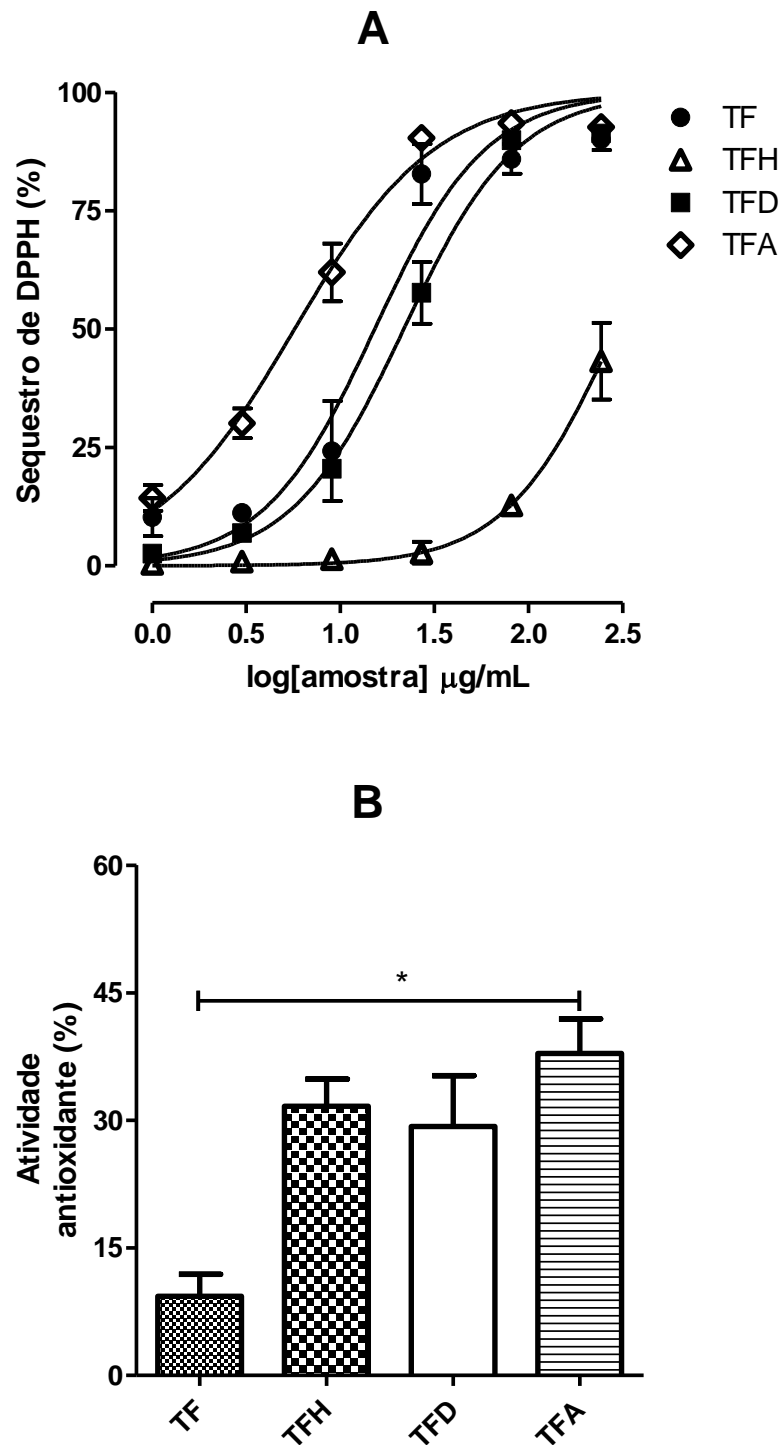 A
100
75
50
25
0
Sequestro de DPPH (%)
0.0 0.5 1.0 1.5 2.0 2.5
log[amostra] μg/mL
TF
TFH
TFD
TFA
B
60
45
30
15
0
Atividade
antioxidante (%)
*
TF TFH TFD TFA